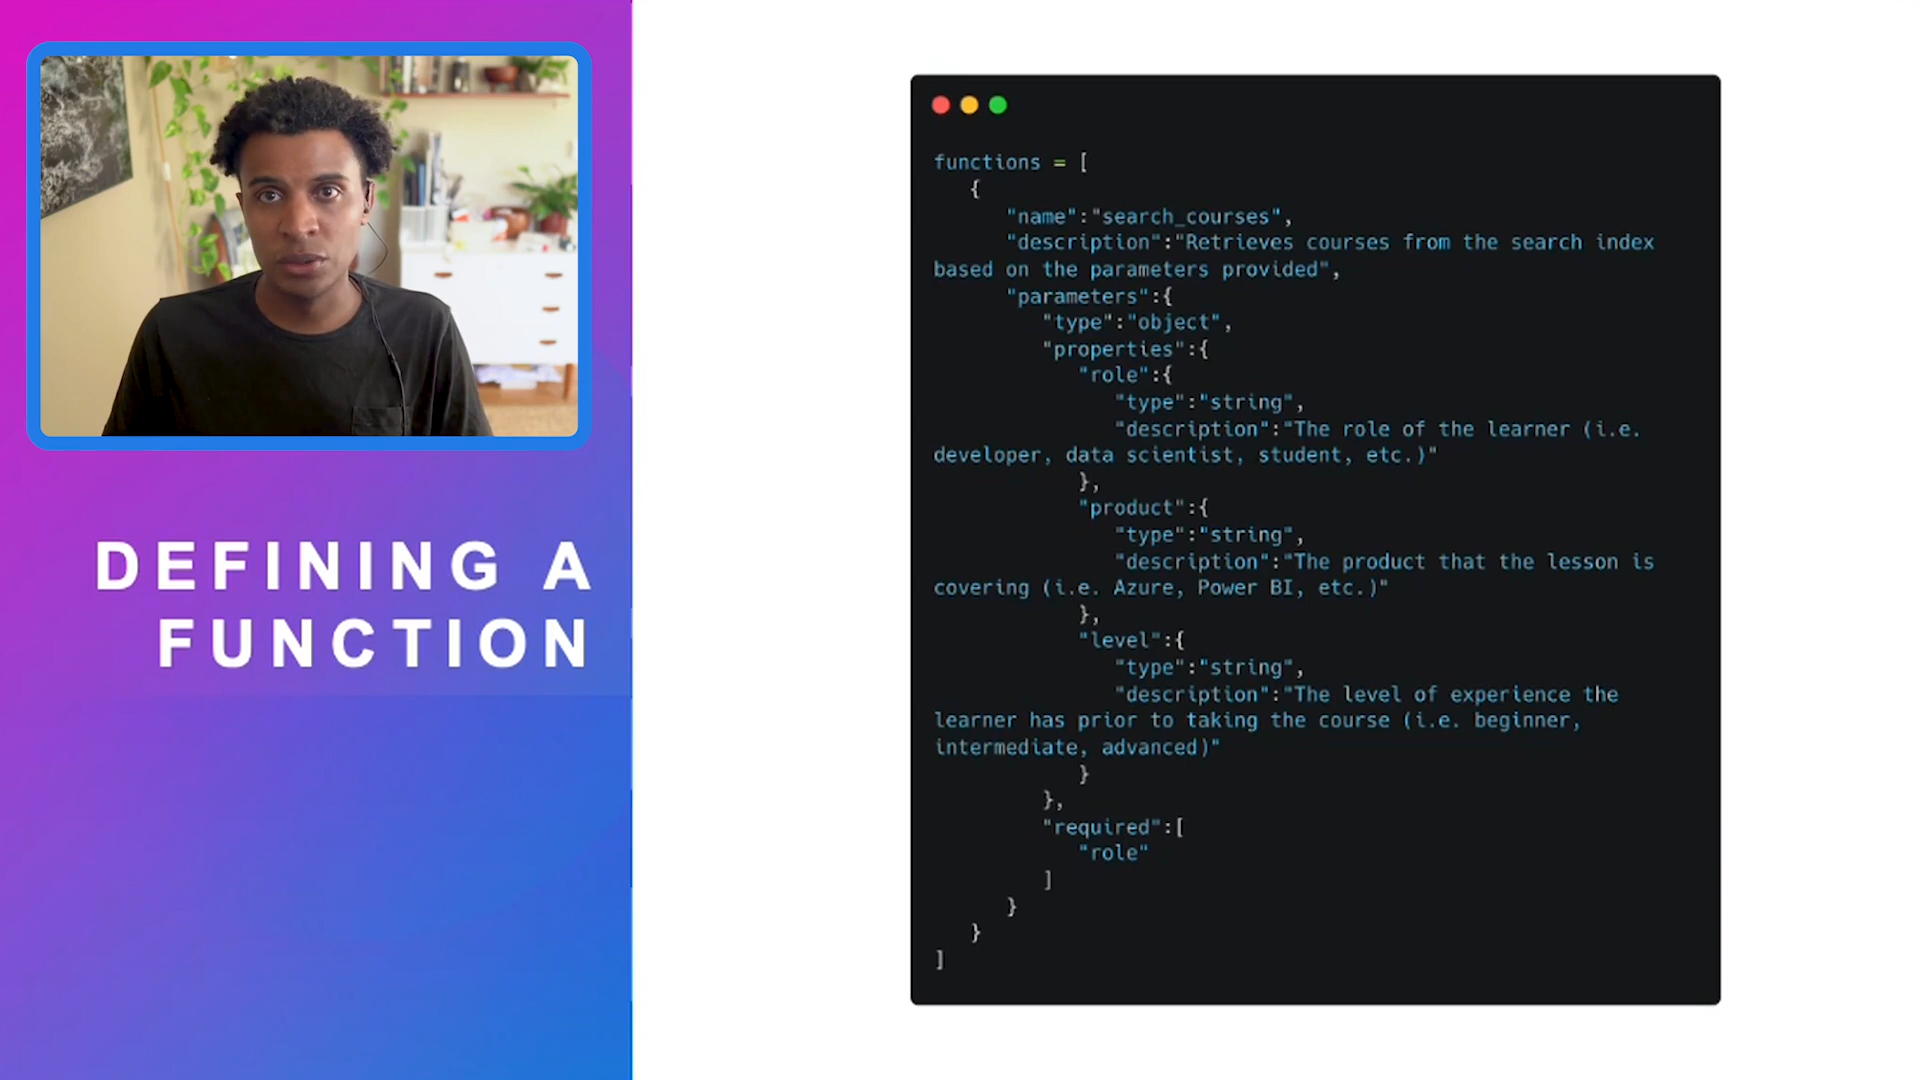 DEFINING A
FUNCTION
functions = [
{
"name":"search_courses",
"description":"Retrieves courses from the search index
based on the parameters provided",
"parameters":{
"type":"object",
"properties":{
"role":{
"type":"string",
"description":"The role of the learner (i.e.
developer, data scientist, student, etc.)"
},
"product":{
"type":"string",
"description":"The product that the lesson is
covering (i.e. Azure, Power BI, etc.)"
},
"level":{
"type":"string",
"description":"The level of experience the
learner has prior to taking the course (i.e. beginner,
intermediate, advanced)"
}
},
"required":[
"role"
]
}
}
]